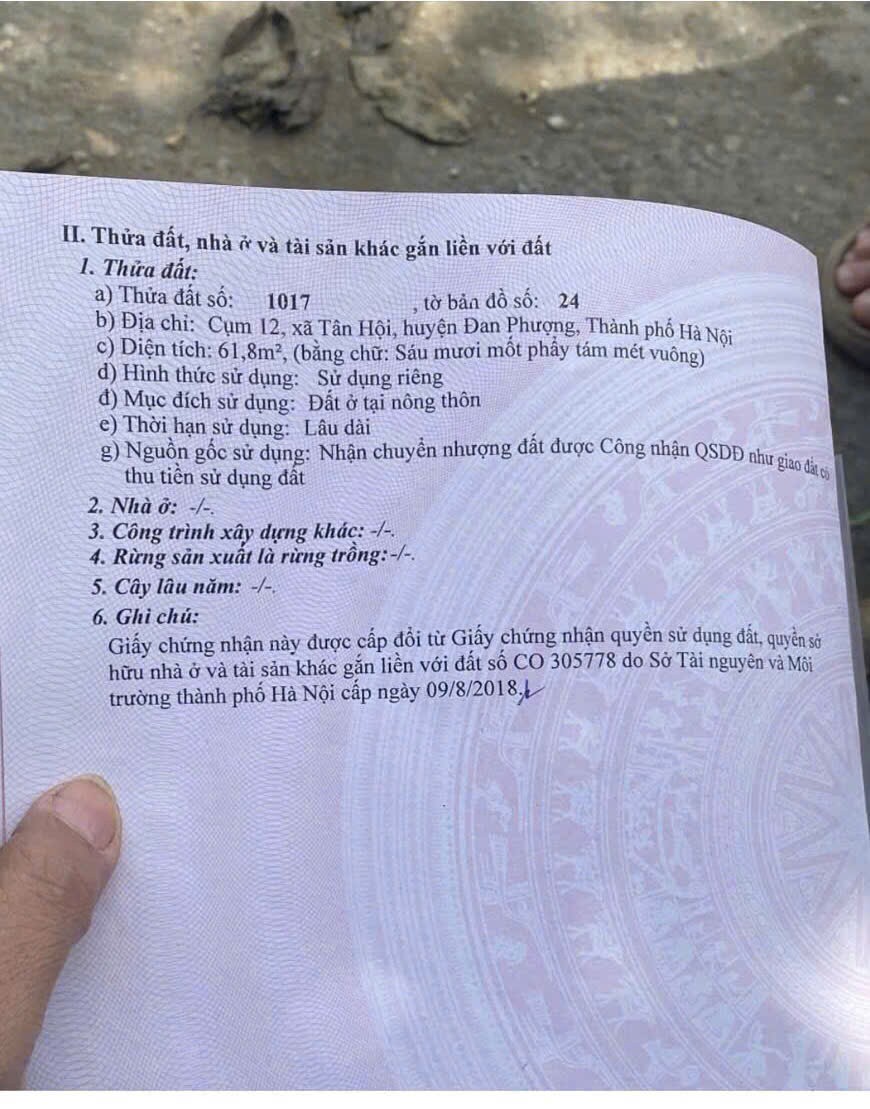 II. Thửa đất, nhà ở và tài sản khác gắn liền với đất
1. Thửa đất:
a) Thửa đất số: 1017 , tờ bản đồ số: 24
b) Địa chỉ: Cụm 12, xã Tân Hội, huyện Đan Phượng, Thành phố Hà Nội
c) Diện tích: 61,8m², (bằng chữ: Sáu mươi mốt phẩy tám mét vuông)
d) Hình thức sử dụng: Sử dụng riêng
đ) Mục đích sử dụng: Đất ở tại nông thôn
e) Thời hạn sử dụng: Lâu dài
g) Nguồn gốc sử dụng: Nhận chuyển nhượng đất được Công nhận QSDĐ như giao đất có
thu tiền sử dụng đất
2. Nhà ở: -/-.
3. Công trình xây dựng khác: -/-.
4. Rừng sản xuất là rừng trồng: -/-.
5. Cây lâu năm: -/-.
6. Ghi chú:
Giấy chứng nhận này được cấp đổi từ Giấy chứng nhận quyền sử dụng đất, quyền sở
hữu nhà ở và tài sản khác gắn liền với đất số CO 305778 do Sở Tài nguyên và Môi
trường thành phố Hà Nội cấp ngày 09/8/2018.